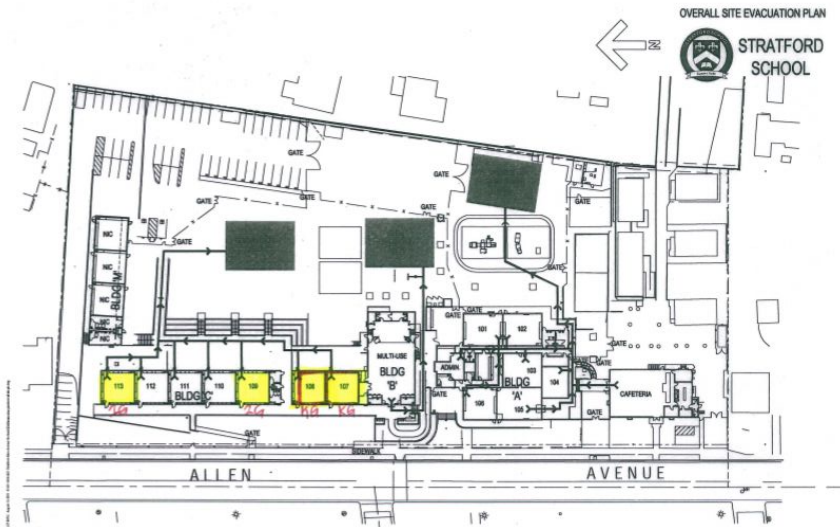 OVERALL SITE EVACUATION PLAN
STRATFORD
SCHOOL
N
GATE
GATE
GATE
GATE
GATE
GATE
GATE
NIC
NIC
NIC
NIC
NIC
BLDG 'M'
GATE
GATE
GATE
101
102
MULTI-USE
BLDG
'B'
ADMIN.
BLDG
'A'
103
104
105
106
CAFETERIA
113
112
111
110
109
108
107
BLDG 'C'
2G
2G
KG
KG
GATE
GATE
GATE
SIDEWALK
ALLEN AVENUE